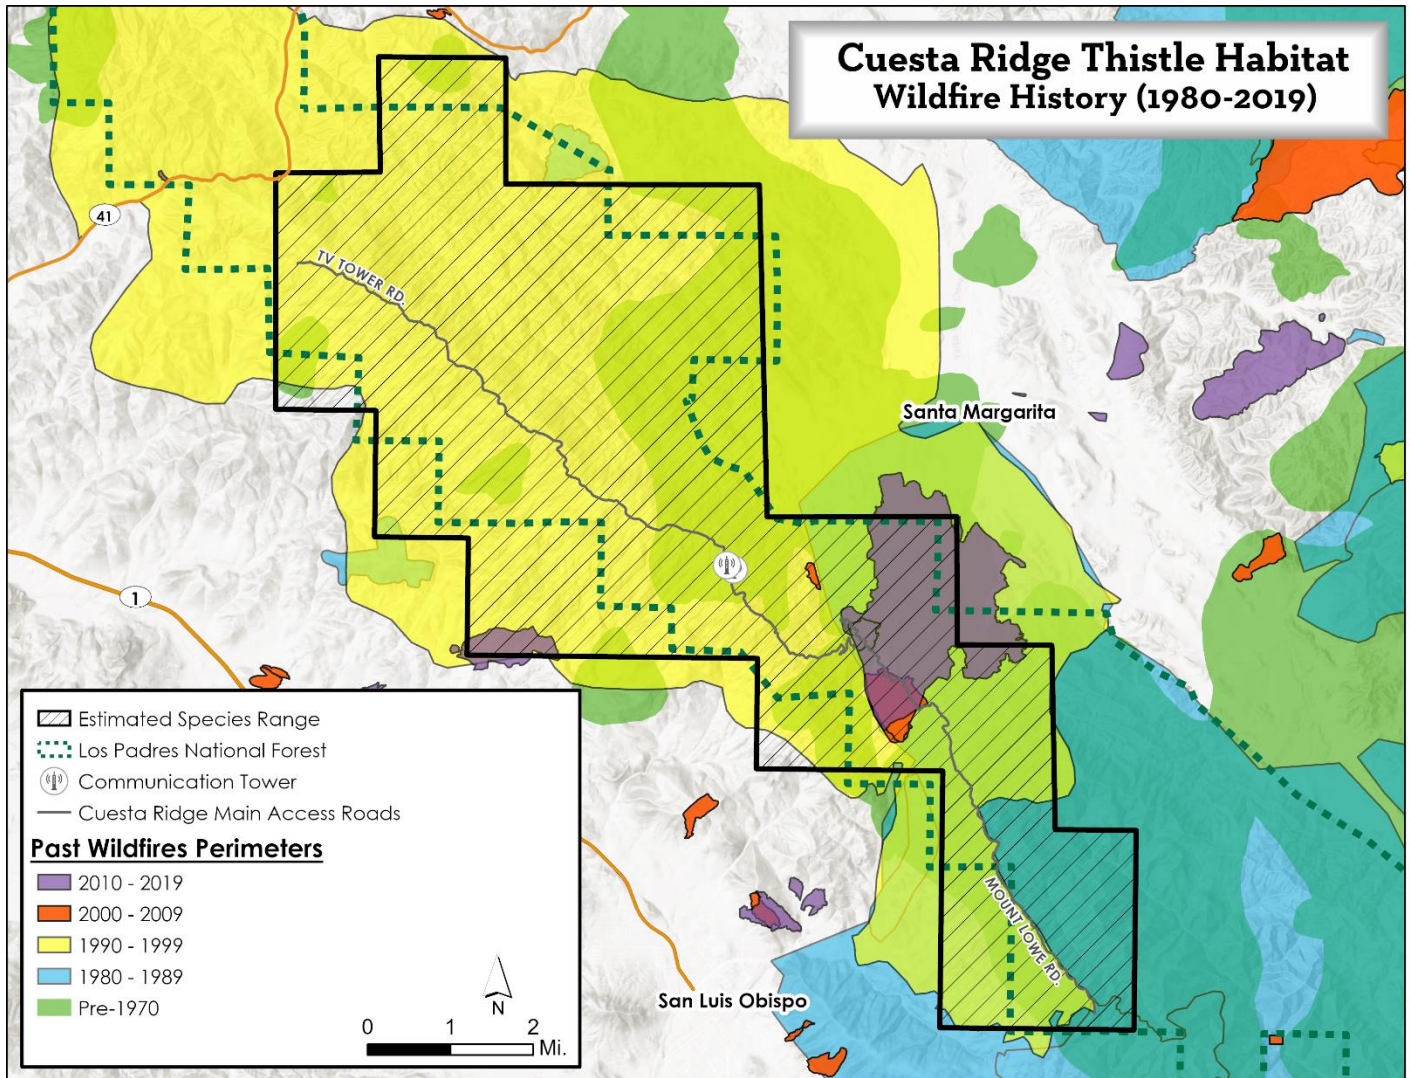 Cuesta Ridge Thistle Habitat
Wildfire History (1980-2019)
41
TV TOWER RD.
Santa Margarita
1
Estimated Species Range
Los Padres National Forest
Communication Tower
Cuesta Ridge Main Access Roads
Past Wildfires Perimeters
2010 - 2019
2000 - 2009
1990 - 1999
1980 - 1989
Pre-1970
N
0 1 2
Mi.
MOUNT LOWE RD.
San Luis Obispo